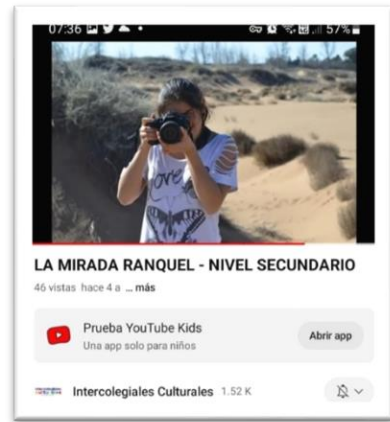 07:36 57%
Love
LA MIRADA RANQUEL - NIVEL SECUNDARIO
46 vistas hace 4 a ... más
Prueba YouTube Kids
Una app solo para niños
Abrir app
Intercolegiales Culturales 1.52 K